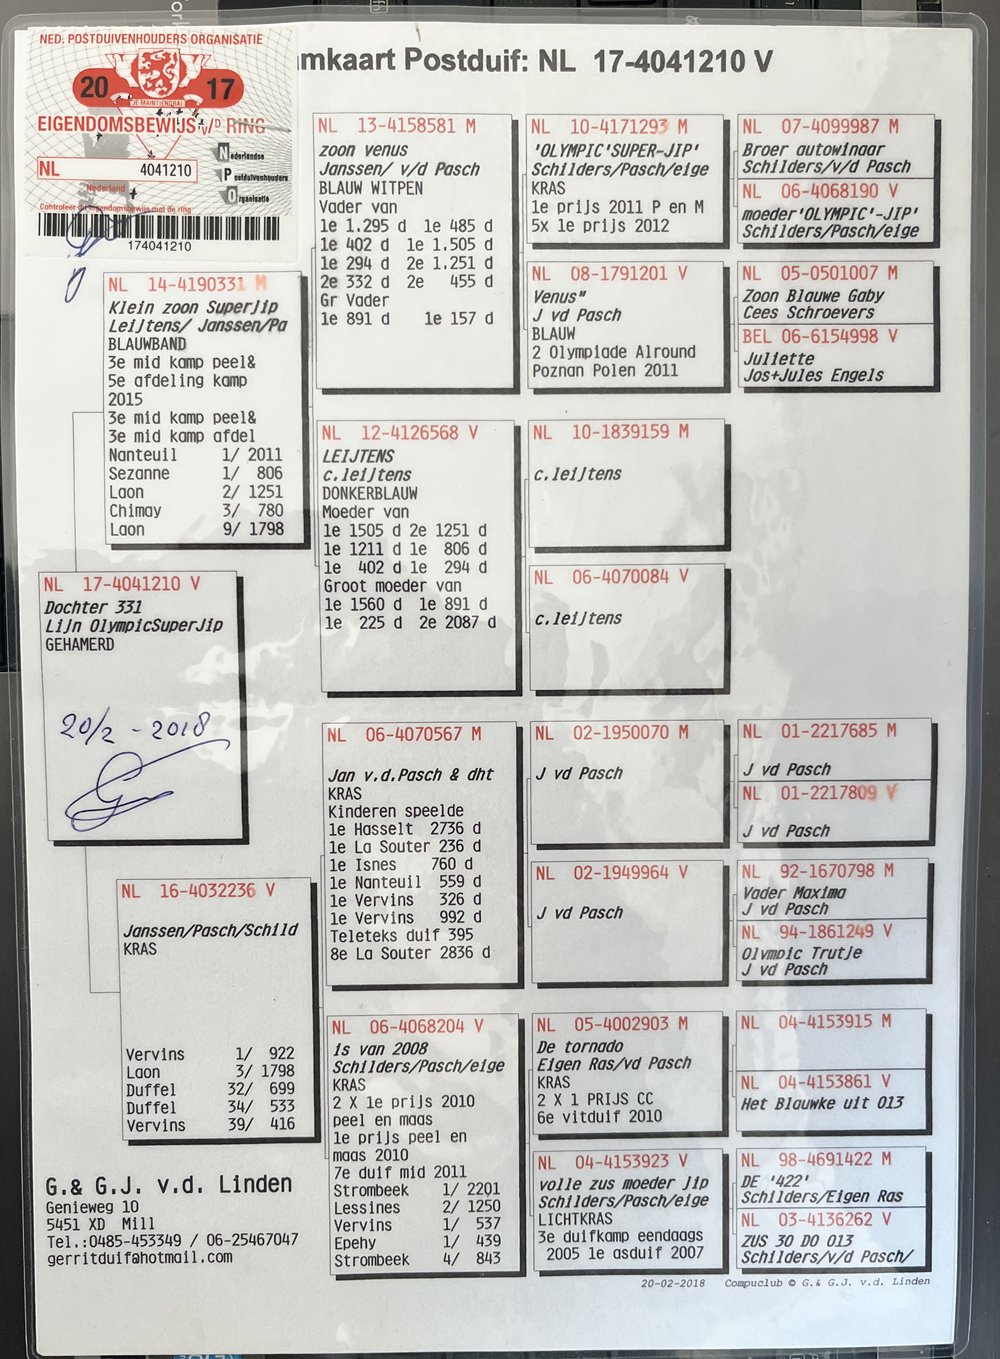 NED. POSTDUIVENHOUDERS ORGANISATIE
20 17
JE MAINTIENDRAI
EIGENDOMSBEWIJS v/D RING
NL 4041210
Nederland
Nederlandse
Postduivenhouders
Organisatie
Controleer dit eigendomsbewijs met de ring
174041210
mkaart Postduif: NL 17-4041210 V
NL 14-4190331 M
Klein zoon SuperJip
Leijtens/ Janssen/Pa
BLAUWBAND
3e mid kamp peel&
5e afdeling kamp
2015
3e mid kamp peel&
3e mid kamp afdel
Nanteuil 1/ 2011
Sezanne 1/ 806
Laon 2/ 1251
Chimay 3/ 780
Laon 9/ 1798
NL 17-4041210 V
Dochter 331
Lijn OlympicSuperJip
GEHAMERD
20/2 - 2018
NL 16-4032236 V
Janssen/Pasch/Schild
KRAS
Vervins 1/ 922
Laon 3/ 1798
Duffel 32/ 699
Duffel 34/ 533
Vervins 39/ 416
NL 13-4158581 M
zoon venus
Janssen/ v/d Pasch
BLAUW WITPEN
Vader van
1e 1.295 d 1e 485 d
1e 402 d 1e 1.505 d
1e 294 d 2e 1.251 d
2e 332 d 2e 455 d
Gr Vader
1e 891 d 1e 157 d
NL 12-4126568 V
LEIJTENS
c.leijtens
DONKERBLAUW
Moeder van
1e 1505 d 2e 1251 d
1e 1211 d 1e 806 d
1e 402 d 1e 294 d
Groot moeder van
1e 1560 d 1e 891 d
1e 225 d 2e 2087 d
NL 06-4070567 M
Jan v.d.Pasch & dht
KRAS
Kinderen speelde
1e Hasselt 2736 d
1e La Souter 236 d
1e Isnes 760 d
1e Nanteuil 559 d
1e Vervins 326 d
1e Vervins 992 d
Teleteks duif 395
8e La Souter 2836 d
NL 06-4068204 V
1s van 2008
Schilders/Pasch/eige
KRAS
2 X 1e prijs 2010
peel en maas
1e prijs peel en
maas 2010
7e duif mid 2011
Strombeek 1/ 2201
Lessines 2/ 1250
Vervins 1/ 537
Epehy 1/ 439
Strombeek 4/ 843
NL 10-4171293 M
'OLYMPIC'SUPER-JIP'
Schilders/Pasch/eige
KRAS
1e prijs 2011 P en M
5x 1e prijs 2012
NL 08-1791201 V
Venus"
J vd Pasch
BLAUW
2 Olympiade Alround
Poznan Polen 2011
NL 10-1839159 M
c.leijtens
NL 06-4070084 V
c.leijtens
NL 02-1950070 M
J vd Pasch
NL 02-1949964 V
J vd Pasch
NL 05-4002903 M
De tornado
Eigen Ras/vd Pasch
KRAS
2 X 1 PRIJS CC
6e vitduif 2010
NL 04-4153923 V
volle zus moeder jip
Schilders/Pasch/eige
LICHTKRAS
3e duifkamp eendaags
2005 1e asduif 2007
NL 07-4099987 M
Broer autowinaar
Schilders/v/d Pasch
NL 06-4068190 V
moeder'OLYMPIC'-JIP'
Schilders/Pasch/eige
NL 05-0501007 M
Zoon Blauwe Gaby
Cees Schroevers
BEL 06-6154998 V
Juliette
Jos+Jules Engels
NL 01-2217685 M
J vd Pasch
NL 01-2217809 V
J vd Pasch
NL 92-1670798 M
Vader Maxima
J vd Pasch
NL 94-1861249 V
Olympic Trutje
J vd Pasch
NL 04-4153915 M
NL 04-4153861 V
Het Blauwke uit 013
NL 98-4691422 M
DE '422'
Schilders/Eigen Ras
NL 03-4136262 V
ZUS 30 DO 013
Schilders/v/d Pasch/
G.& G.J. v.d. Linden
Genieweg 10
5451 XD Mill
Tel.:0485-453349 / 06-25467047
gerritduif@hotmail.com
20-02-2018 Compuclub © G.& G.J. v.d. Linden